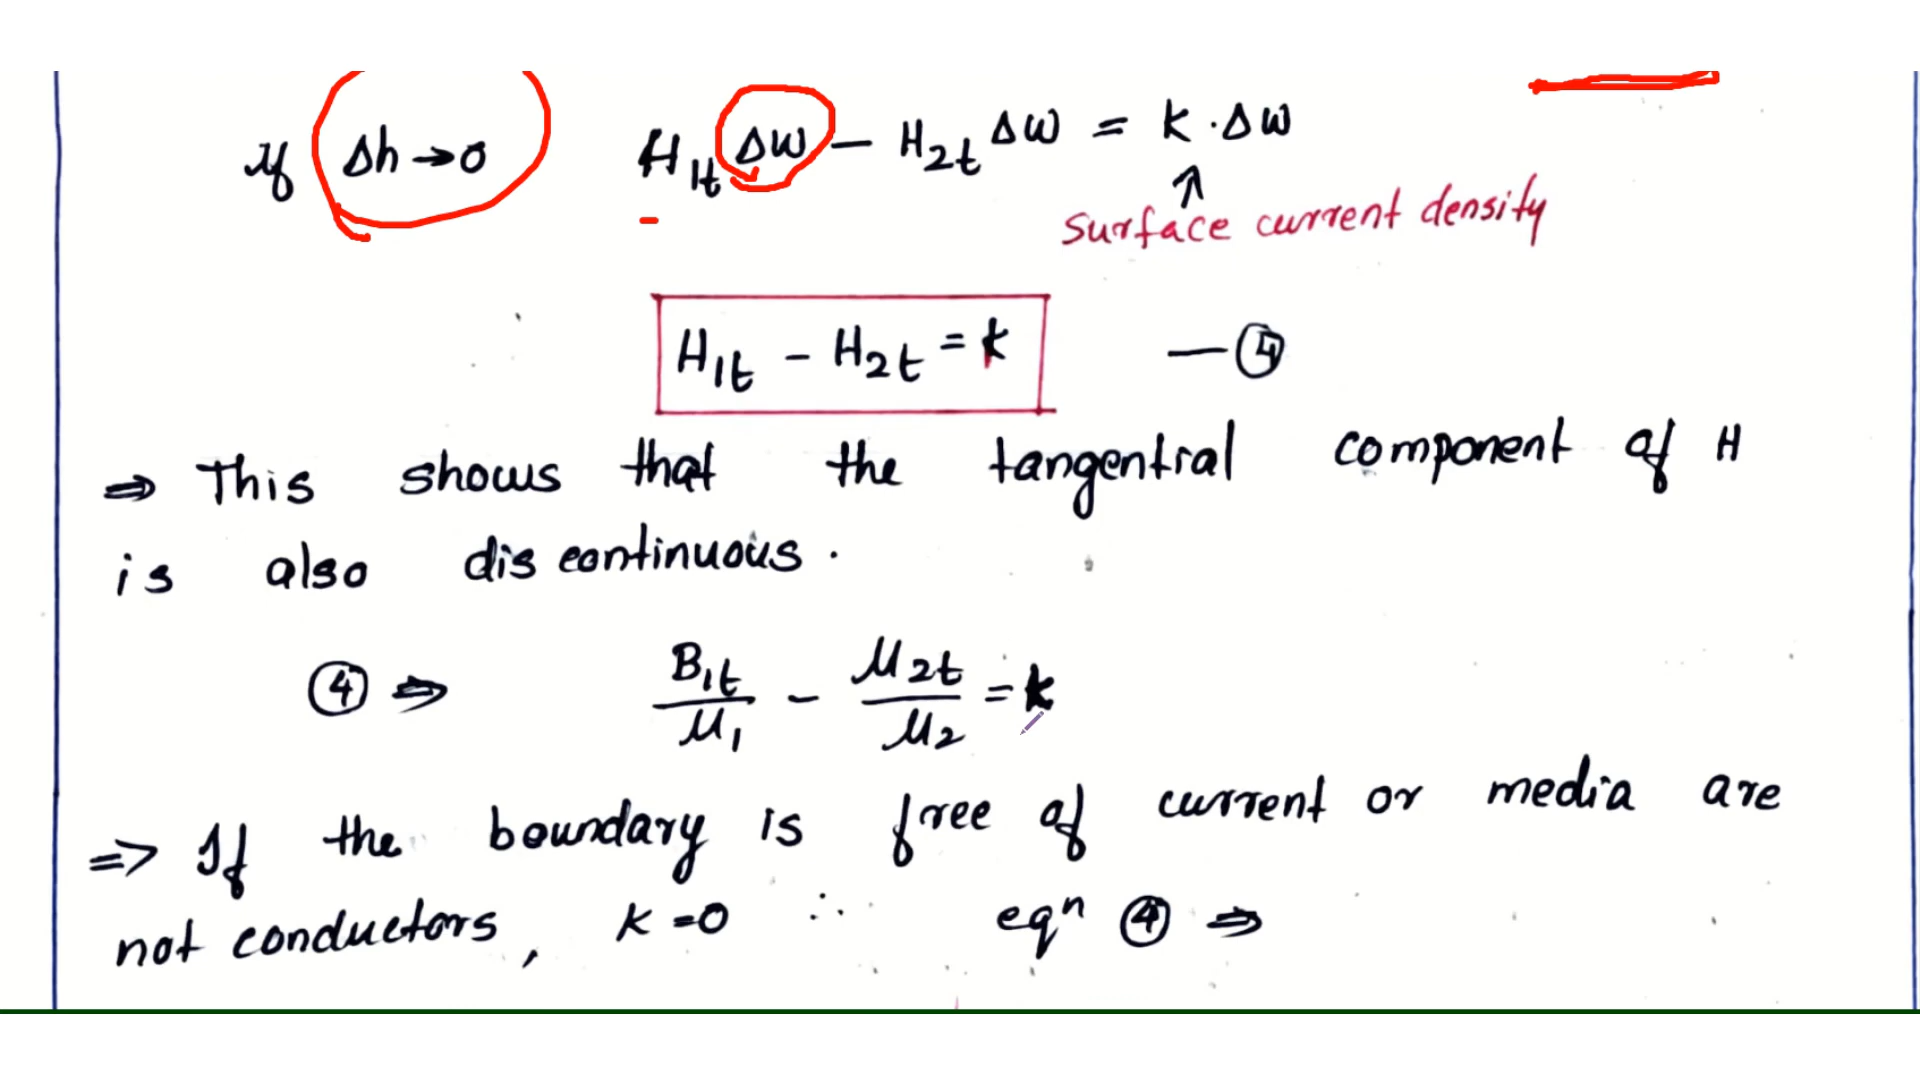 if Δh→0 H1t Δw − H2t Δw = k · Δw
↑
surface current density
H1t − H2t = k —④
⇒ This shows that the tangential component of H
is also discontinuous.
④ ⇒ B1t/μ1 − μ2t/μ2 = k
=> If the boundary is free of current or media are
not conductors, k = 0 ∴ eqn ④ ⇒